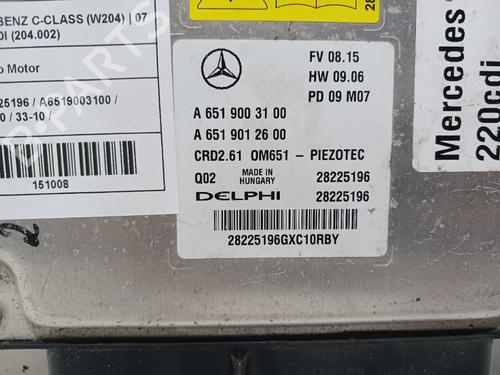 BENZ C-CLASS (W204) | 07
DI (204.002)
o Motor
25196 / A6519003100 /
0 / 33-10 /
151008
FV 08.15
HW 09.06
PD 09 M07
A 651 900 31 00
A 651 901 26 00
CRD2.61 OM651 - PIEZOTEC
Q02 MADE IN HUNGARY 28225196
DELPHI 28225196
28225196GXC10RBY
Mercedes
220cdi